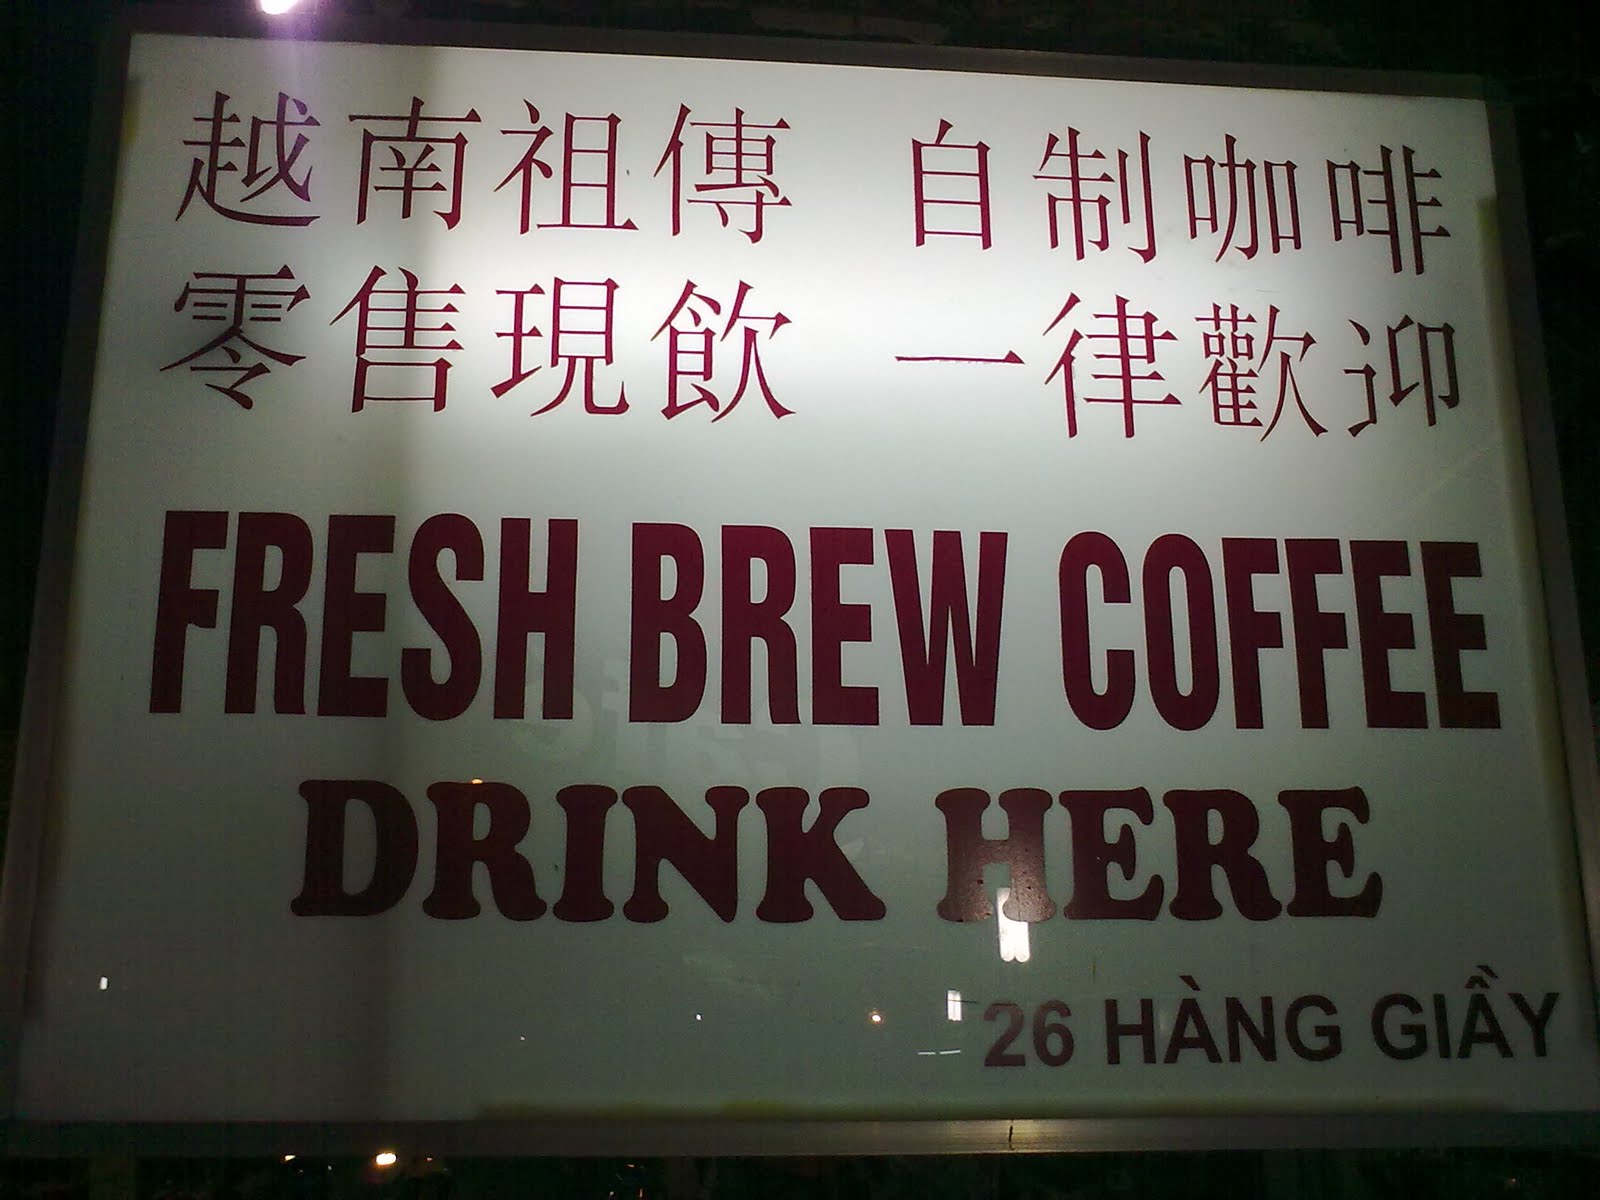 越南祖傳 自制咖啡
零售現飲 一律歡迎
FRESH BREW COFFEE
DRINK HERE
26 HÀNG GIẦY